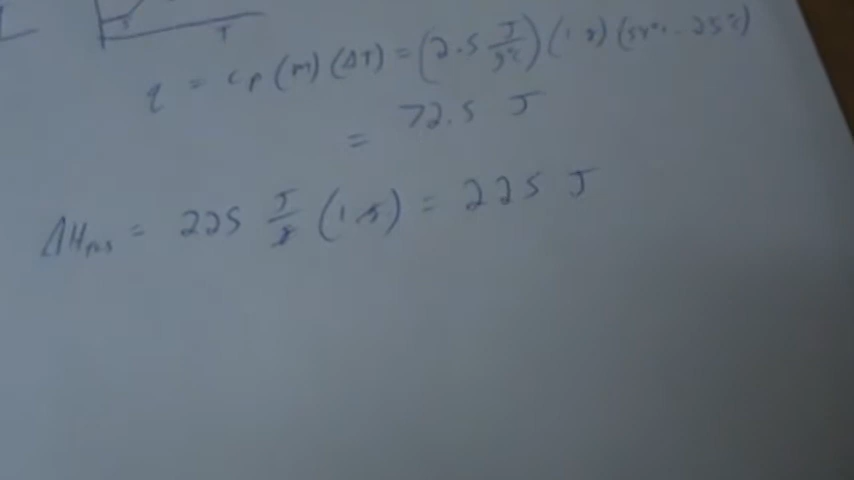 T
q = Cp (m) (ΔT) = (2.5 J/g°C) (1 g) (54°C - 25°C)
= 72.5 J
ΔHfus = 225 J/g (1 g) = 225 J